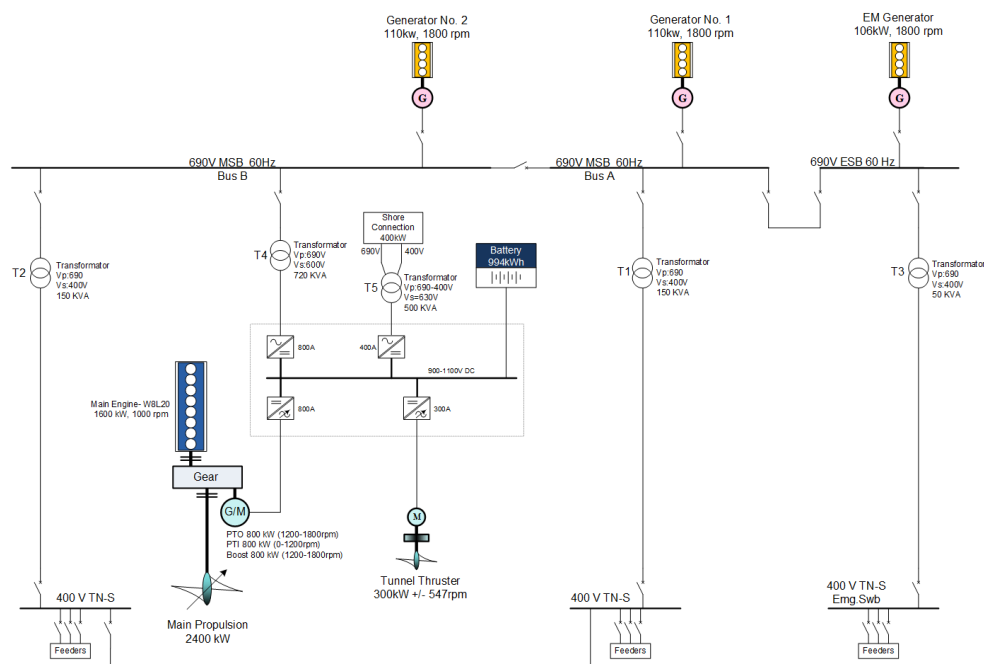 Generator No. 2
110kw, 1800 rpm
G
Generator No. 1
110kw, 1800 rpm
G
EM Generator
106kW, 1800 rpm
G
690V MSB 60Hz
Bus B
690V MSB 60Hz
Bus A
690V ESB 60 Hz
T2
Transformator
Vp:690
Vs:400V
150 KVA
T4
Transformator
Vp:690V
Vs:600V
720 KVA
Shore
Connection
400kW
690V
400V
T5
Transformator
Vp:690-400V
Vs=630V
500 KVA
Battery
994kWh
T1
Transformator
Vp:690
Vs:400V
150 KVA
T3
Transformator
Vp:690
Vs:400V
50 KVA
800A
400A
900-1100V DC
800A
300A
Main Engine- W8L20
1600 kW, 1000 rpm
Gear
G/M
PTO 800 kW (1200-1800rpm)
PTI 800 kW (0-1200rpm)
Boost 800 kW (1200-1800rpm)
M
Tunnel Thruster
300kW +/- 547rpm
Main Propulsion
2400 kW
400 V TN-S
Feeders
400 V TN-S
Feeders
400 V TN-S
Emg.Swb
Feeders